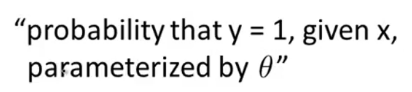 “probability that y = 1, given x,
parameterized by θ”